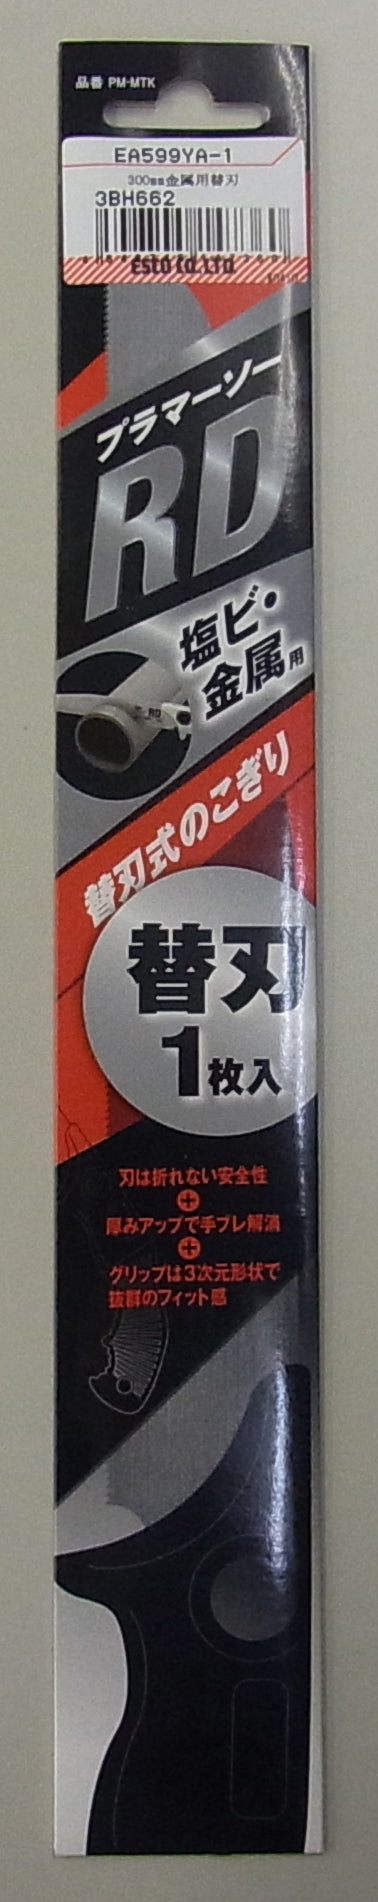 品番 PM-MTK
EA599YA-1
300mm金属用替刃
3BH662
ESCO Co.,LTD
プラマーソー
RD
塩ビ・
金属用
替刃式のこぎり
替刃
1枚入
刃は折れない安全性
+
厚みアップで手ブレ解消
+
グリップは3次元形状で
抜群のフィット感